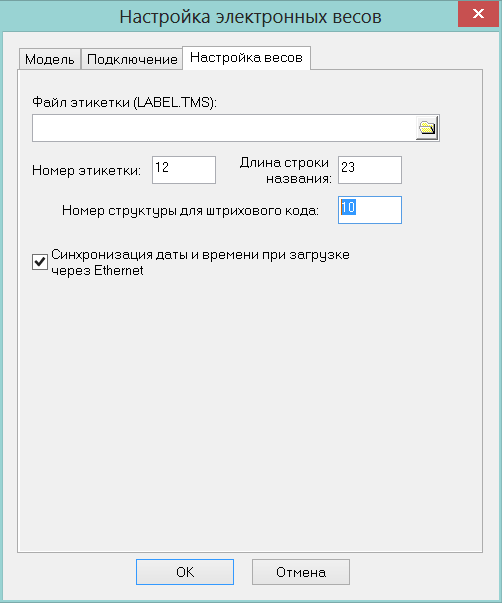 Настройка электронных весов
Модель Подключение Настройка весов
Файл этикетки (LABEL.TMS):
Номер этикетки: 12 Длина строки названия: 23
Номер структуры для штрихового кода: 10
Синхронизация даты и времени при загрузке
через Ethernet
OK Отмена